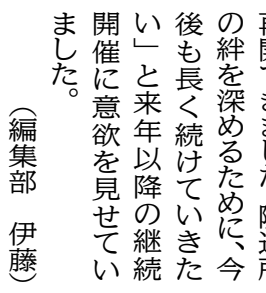 の絆を深めるために、今
後も長く続けていきた
い」と来年以降の継続
開催に意欲を見せてい
ました。
（編集部　伊藤）